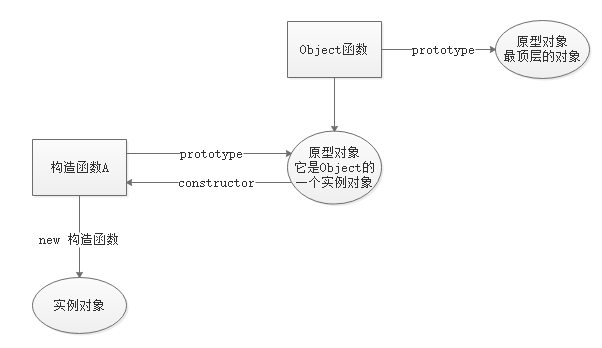 Object函数
prototype
原型对象
最顶层的对象
构造函数A
prototype
constructor
原型对象
它是Object的
一个实例对象
new 构造函数
实例对象